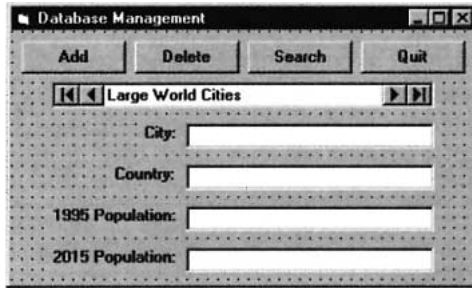 Database Management
Add Delete Search Quit
Large World Cities
City:
Country:
1995 Population:
2015 Population: